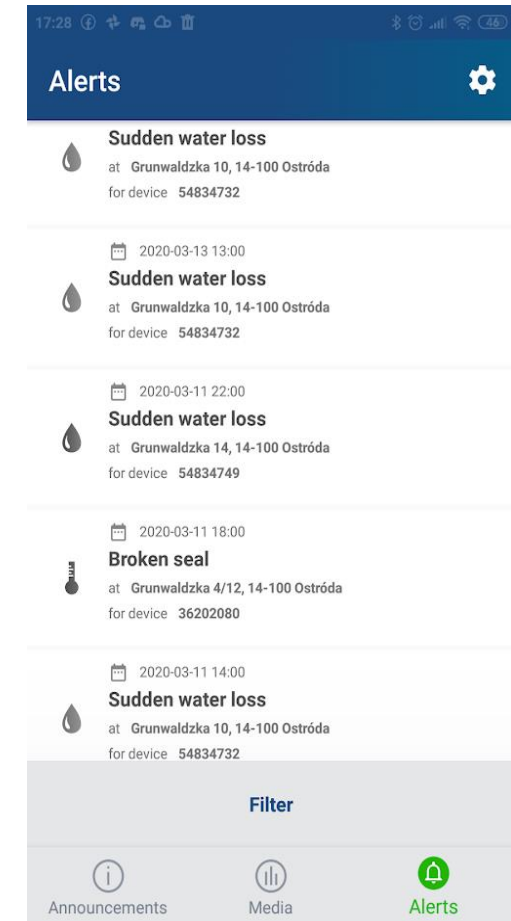 17:28 46
Alerts
Sudden water loss
at Grunwaldzka 10, 14-100 Ostróda
for device 54834732
2020-03-13 13:00
Sudden water loss
at Grunwaldzka 10, 14-100 Ostróda
for device 54834732
2020-03-11 22:00
Sudden water loss
at Grunwaldzka 14, 14-100 Ostróda
for device 54834749
2020-03-11 18:00
Broken seal
at Grunwaldzka 4/12, 14-100 Ostróda
for device 36202080
2020-03-11 14:00
Sudden water loss
at Grunwaldzka 10, 14-100 Ostróda
for device 54834732
Filter
Announcements Media Alerts